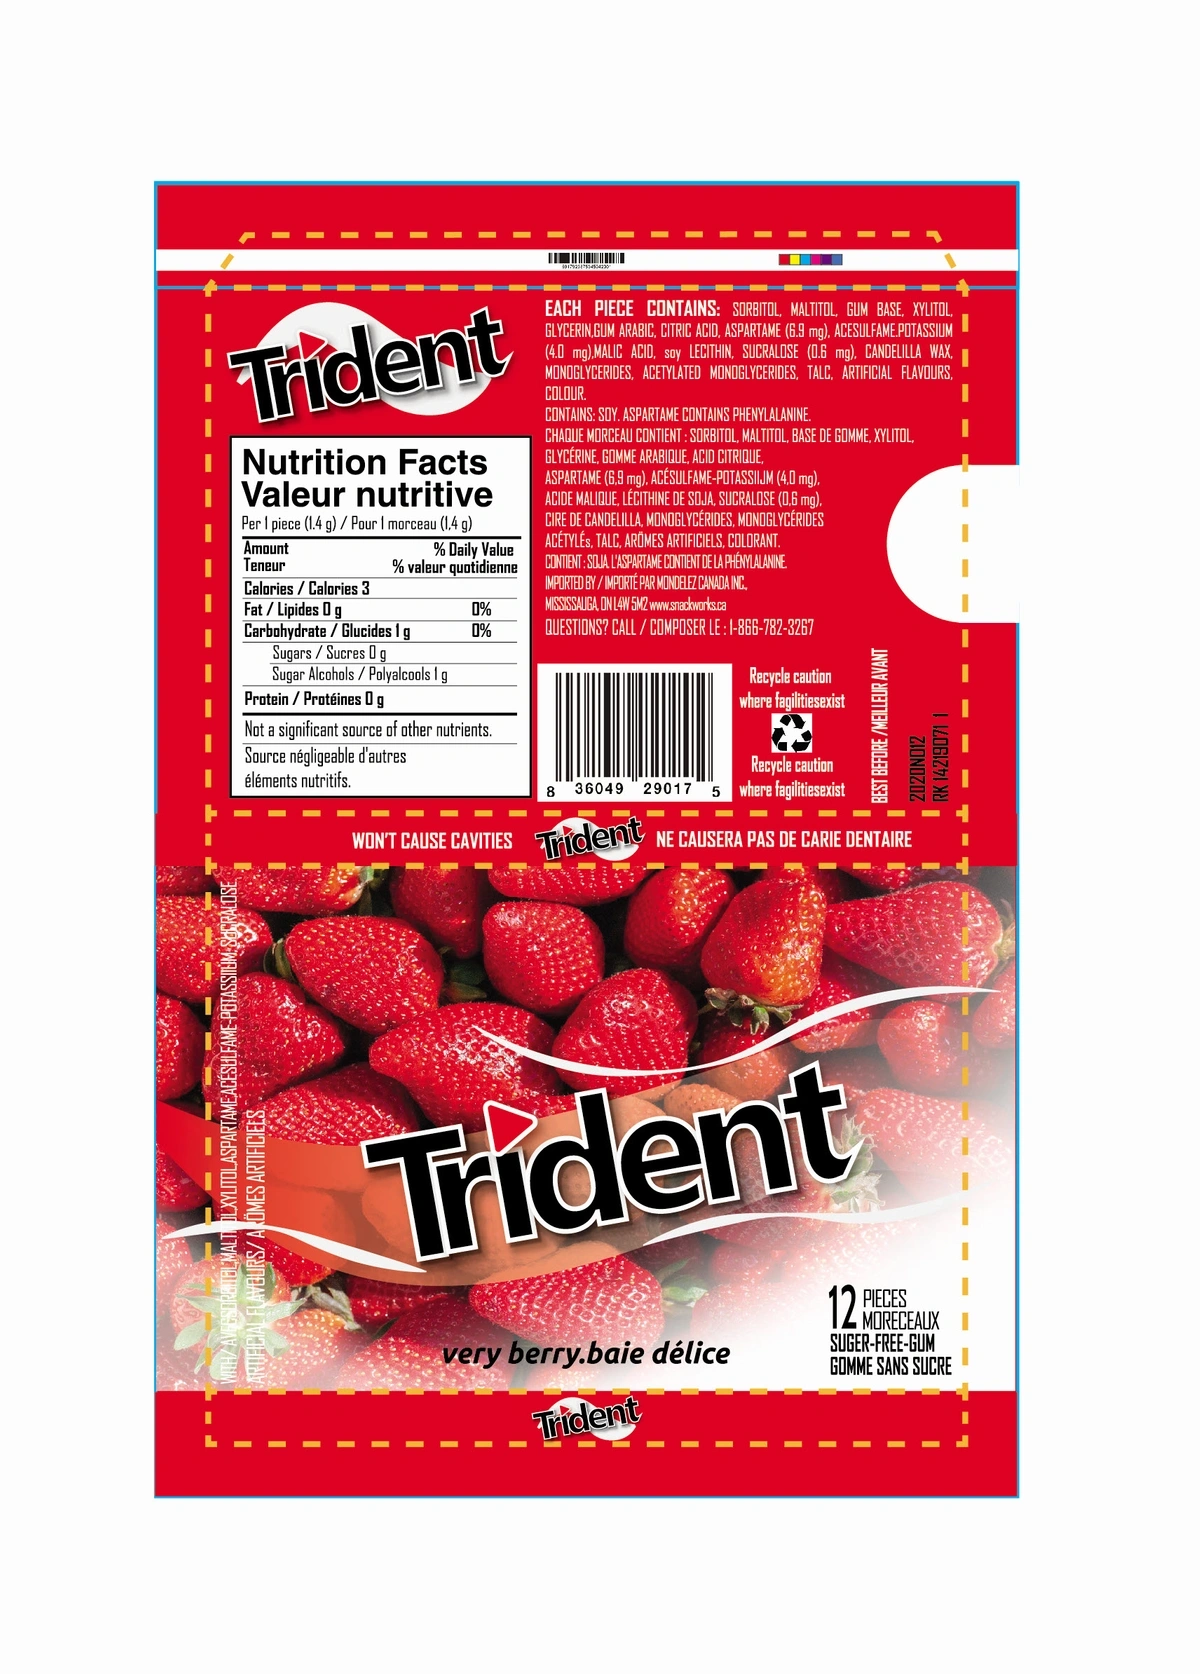 Trident
Nutrition Facts
Valeur nutritive
Per 1 piece (1.4 g) / Pour 1 morceau (1,4 g)
Amount % Daily Value
Teneur % valeur quotidienne
Calories / Calories 3
Fat / Lipides 0 g 0%
Carbohydrate / Glucides 1 g 0%
Sugars / Sucres 0 g
Sugar Alcohols / Polyalcools 1 g
Protein / Protéines 0 g
Not a significant source of other nutrients.
Source négligeable d'autres
éléments nutritifs.
EACH PIECE CONTAINS: SORBITOL, MALTITOL, GUM BASE, XYLITOL,
GLYCERIN,GUM ARABIC, CITRIC ACID, ASPARTAME (6.9 mg), ACESULFAME.POTASSIUM
(4.0 mg),MALIC ACID, soy LECITHIN, SUCRALOSE (0.6 mg), CANDELILLA WAX,
MONOGLYCERIDES, ACETYLATED MONOGLYCERIDES, TALC, ARTIFICIAL FLAVOURS,
COLOUR.
CONTAINS: SOY. ASPARTAME CONTAINS PHENYLALANINE.
CHAQUE MORCEAU CONTIENT : SORBITOL, MALTITOL, BASE DE GOMME, XYLITOL,
GLYCÉRINE, GOMME ARABIQUE, ACID CITRIQUE,
ASPARTAME (6,9 mg), ACÉSULFAME-POTASSIIJM (4,0 mg),
ACIDE MALIQUE, LÉCITHINE DE SOJA, SUCRALOSE (0,6 mg),
CIRE DE CANDELILLA, MONOGLYCÉRIDES, MONOGLYCÉRIDES
ACÉTYLÉs, TALC, ARÔMES ARTIFICIELS, COLORANT.
CONTIENT : SOJA. L'ASPARTAME CONTIENT DE LA PHÉNYLALANINE.
IMPORTED BY / IMPORTÉ PAR MONDELEZ CANADA INC.,
MISSISSAUGA, ON L4W 5M2 www.snackworks.ca
QUESTIONS? CALL / COMPOSER LE : 1-866-782-3267
8 36049 29017 5
Recycle caution
where fagilitiesexist
Recycle caution
where fagilitiesexist
BEST BEFORE /MEILLEUR AVANT
2020NO12
RK 14219071 1
WON'T CAUSE CAVITIES Trident NE CAUSERA PAS DE CARIE DENTAIRE
ARTIFICIEL FLAVOURS/ ARÔMES ARTIFICIELS
Trident
very berry.baie délice
12 PIECES
MORECEAUX
SUGER-FREE-GUM
GOMME SANS SUCRE
Trident